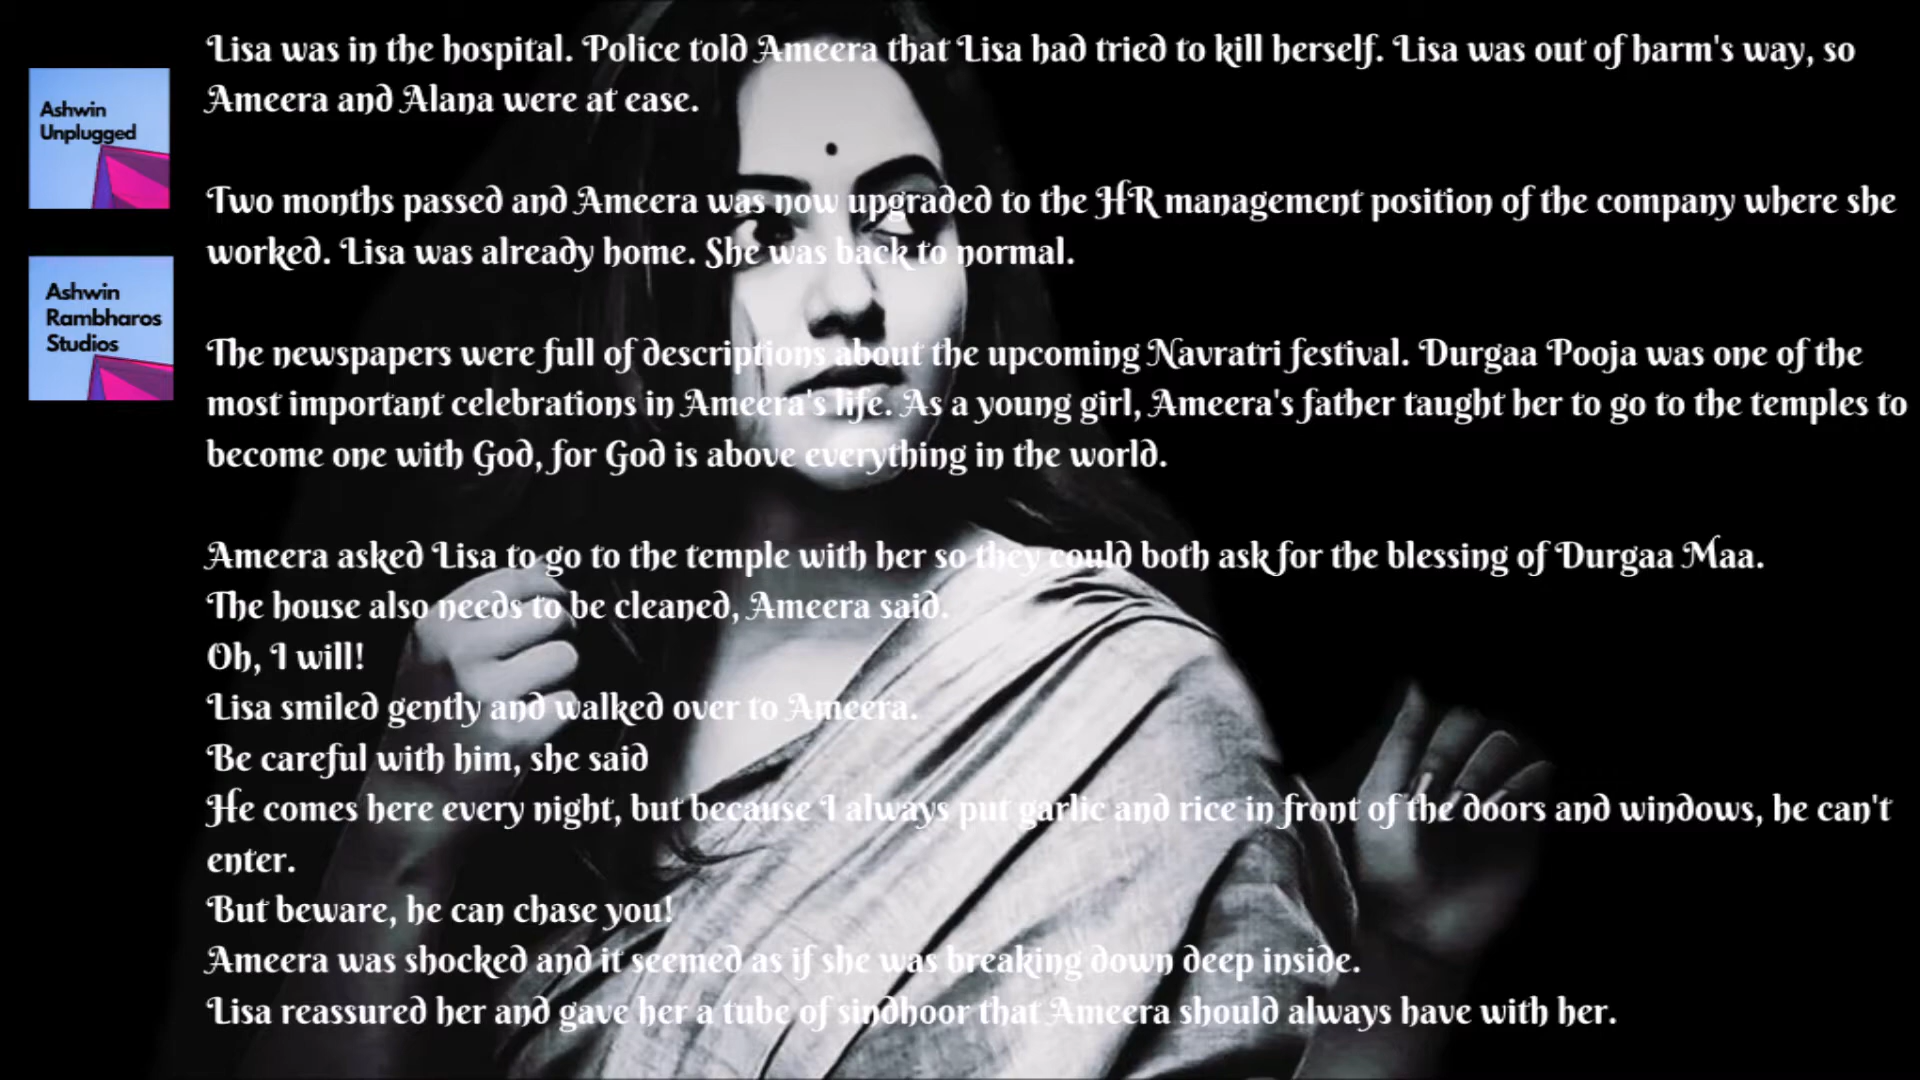 Ashwin
Unplugged
Ashwin
Rambharos
Studios
Lisa was in the hospital. Police told Ameera that Lisa had tried to kill herself. Lisa was out of harm's way, so
Ameera and Alana were at ease.
Two months passed and Ameera was now upgraded to the HR management position of the company where she
worked. Lisa was already home. She was back to normal.
The newspapers were full of descriptions about the upcoming Navratri festival. Durgaa Pooja was one of the
most important celebrations in Ameera's life. As a young girl, Ameera's father taught her to go to the temples to
become one with God, for God is above everything in the world.
Ameera asked Lisa to go to the temple with her so they could both ask for the blessing of Durgaa Maa.
The house also needs to be cleaned, Ameera said.
Oh, I will!
Lisa smiled gently and walked over to Ameera.
Be careful with him, she said
He comes here every night, but because I always put garlic and rice in front of the doors and windows, he can't
enter.
But beware, he can chase you!
Ameera was shocked and it seemed as if she was breaking down deep inside.
Lisa reassured her and gave her a tube of sindhoor that Ameera should always have with her.